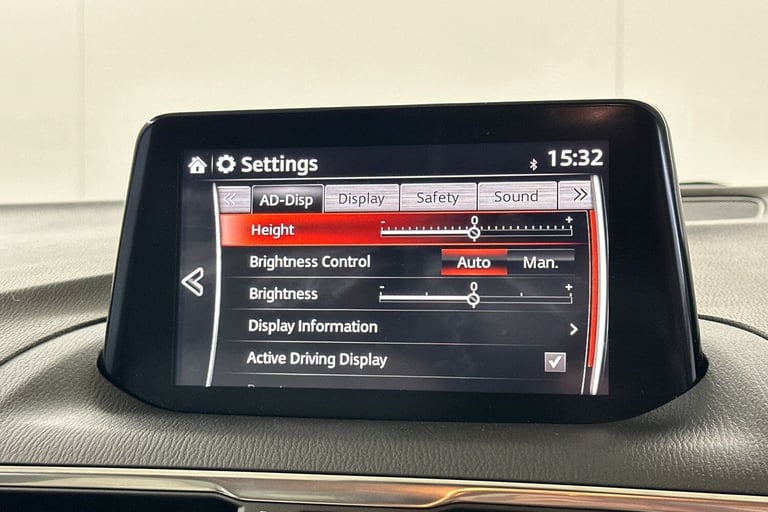 Settings 15:32
« AD-Disp Display Safety Sound »
Height - 0 +
Brightness Control Auto Man.
Brightness - 0 +
Display Information >
Active Driving Display